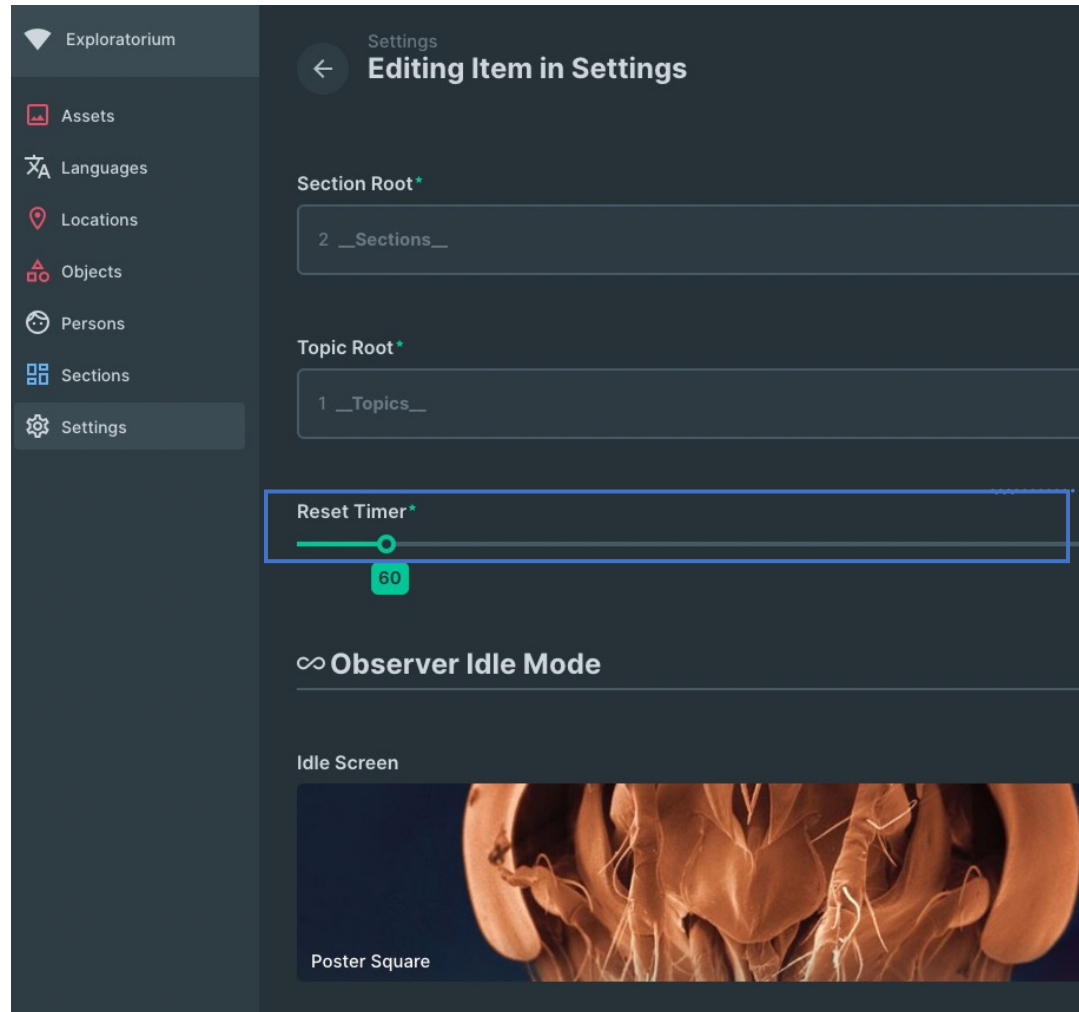 Exploratorium
Assets
Languages
Locations
Objects
Persons
Sections
Settings
Settings
Editing Item in Settings
Section Root*
2 __Sections__
Topic Root*
1 __Topics__
Reset Timer*
60
Observer Idle Mode
Idle Screen
Poster Square